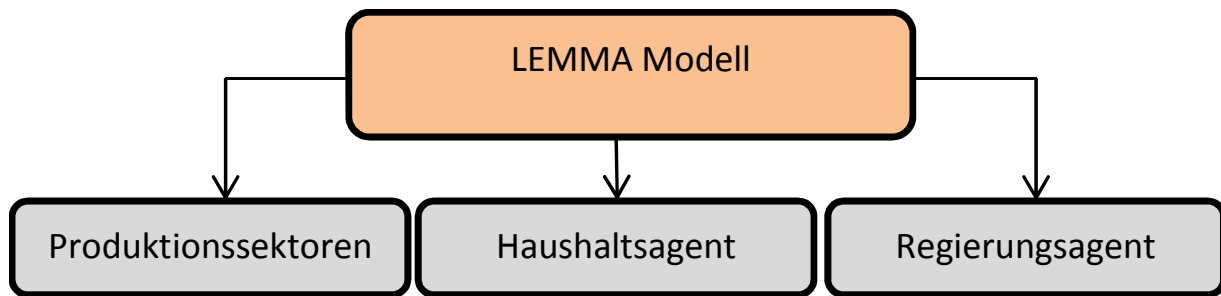 LEMMA Modell
Produktionssektoren
Haushaltsagent
Regierungsagent